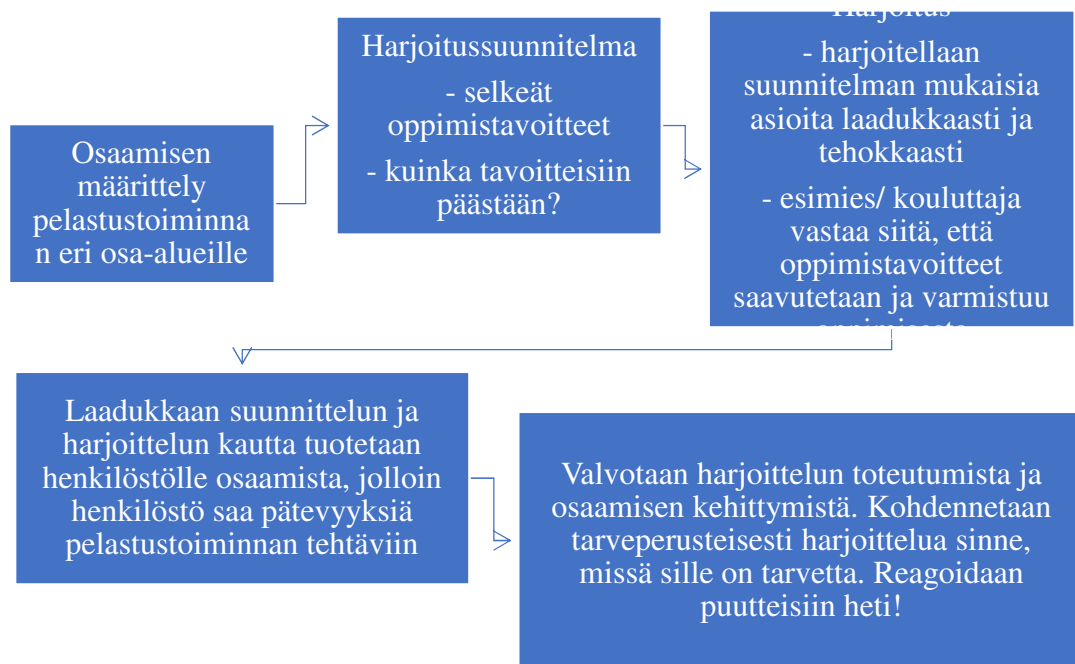 Osaamisen
määrittely
pelastustoiminna
n eri osa-alueille
Harjoitussuunnitelma
- selkeät
oppimistavoitteet
- kuinka tavoitteisiin
päästään?
Harjoitus
- harjoitellaan
suunnitelman mukaisia
asioita laadukkaasti ja
tehokkaasti
- esimies/ kouluttaja
vastaa siitä, että
oppimistavoitteet
saavutetaan ja varmistuu
oppimisesta
Laadukkaan suunnittelun ja
harjoittelun kautta tuotetaan
henkilöstölle osaamista, jolloin
henkilöstö saa pätevyyksiä
pelastustoiminnan tehtäviin
Valvotaan harjoittelun toteutumista ja
osaamisen kehittymistä. Kohdennetaan
tarveperusteisesti harjoittelua sinne,
missä sille on tarvetta. Reagoidaan
puutteisiin heti!